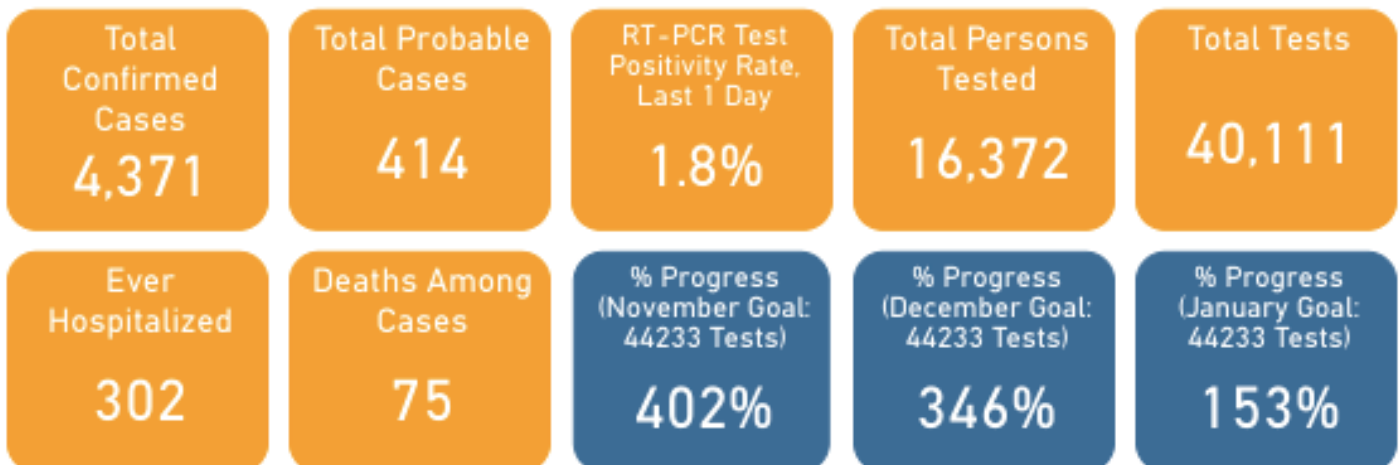 Total
Confirmed
Cases
4,371
Total Probable
Cases
414
RT-PCR Test
Positivity Rate,
Last 1 Day
1.8%
Total Persons
Tested
16,372
Total Tests
40,111
Ever
Hospitalized
302
Deaths Among
Cases
75
% Progress
(November Goal:
44233 Tests)
402%
% Progress
(December Goal:
44233 Tests)
346%
% Progress
(January Goal:
44233 Tests)
153%